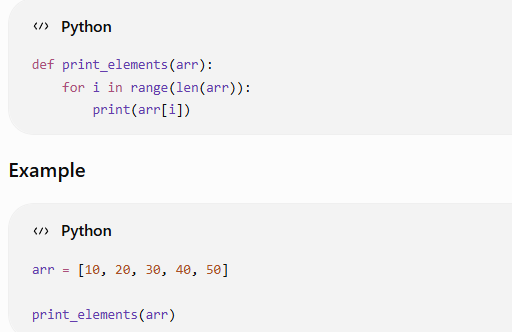 Python
def print_elements(arr):
    for i in range(len(arr)):
        print(arr[i])
Example
Python
arr = [10, 20, 30, 40, 50]
print_elements(arr)